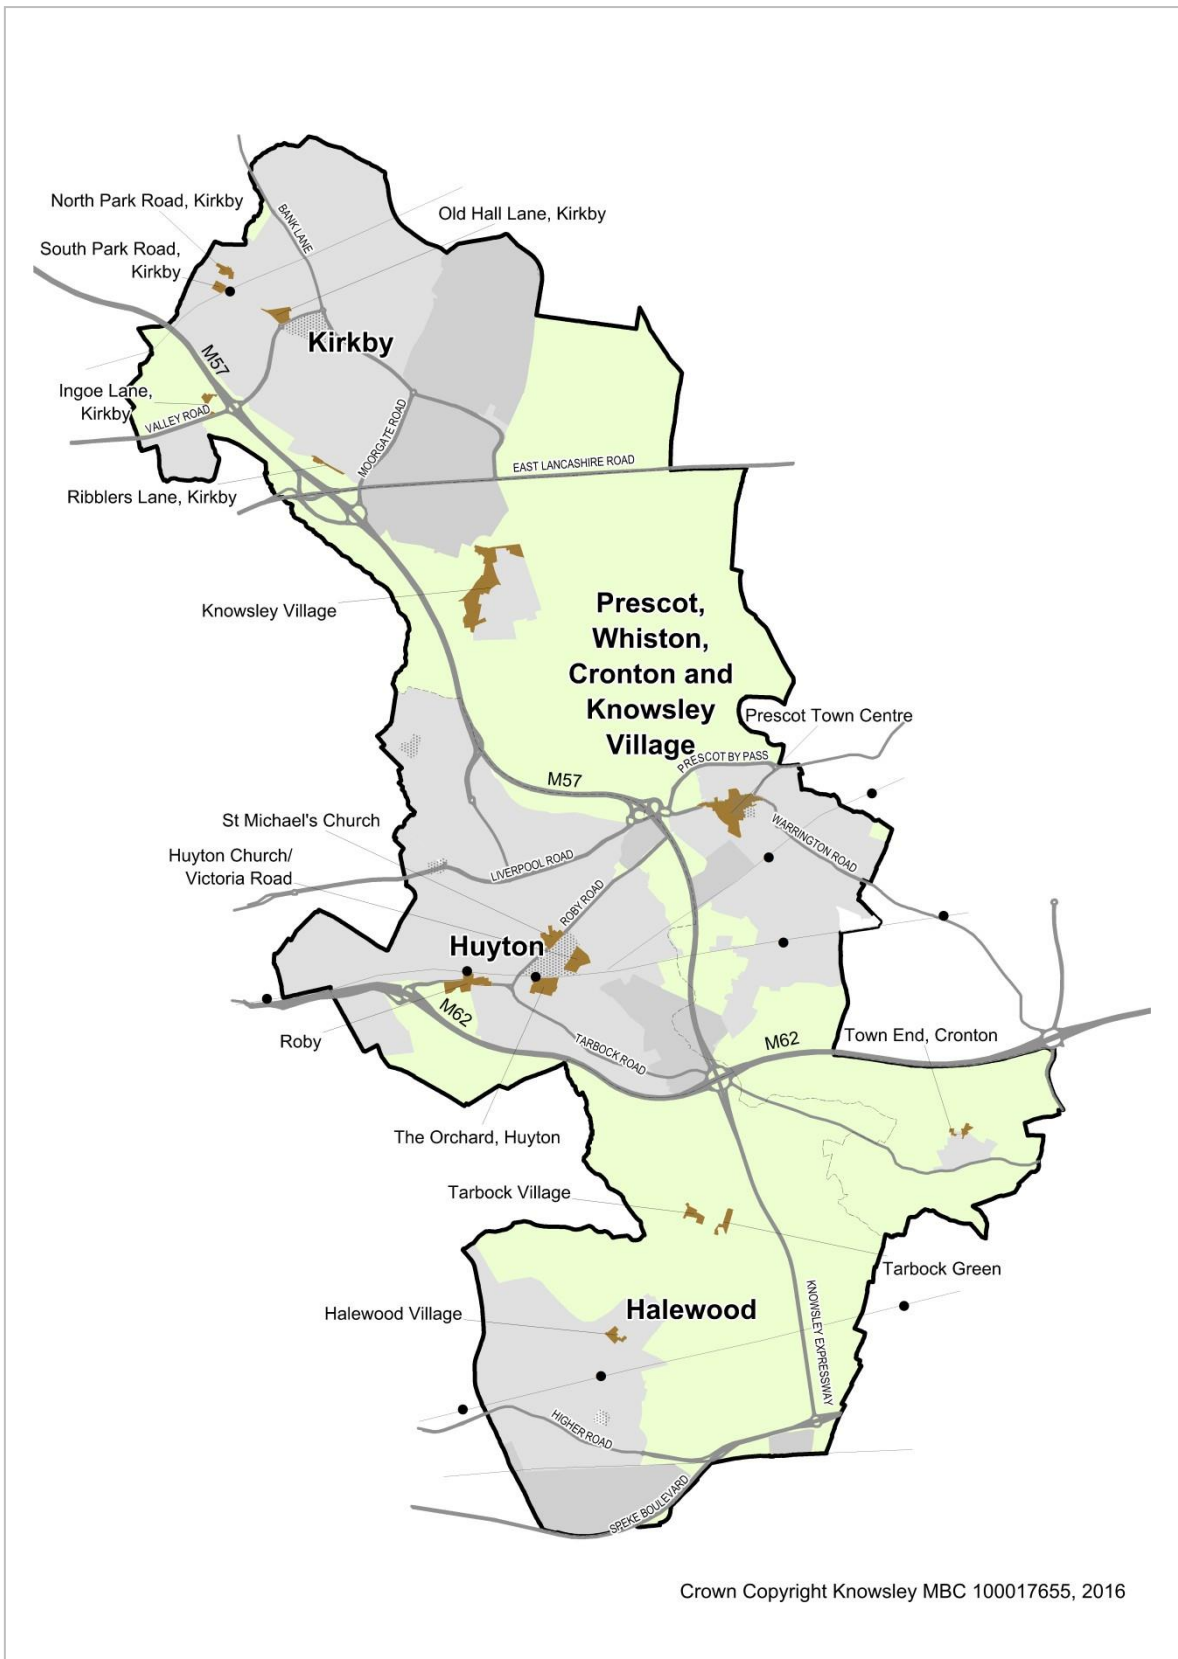 North Park Road, Kirkby
Old Hall Lane, Kirkby
BANK LANE
South Park Road,
Kirkby
Kirkby
M57
Ingoe Lane,
Kirkby
VALLEY ROAD
MOORGATE ROAD
EAST LANCASHIRE ROAD
Ribblers Lane, Kirkby
Knowsley Village
Prescot,
Whiston,
Cronton and
Knowsley
Village
Prescot Town Centre
PRESCOT BY PASS
M57
St Michael's Church
WARRINGTON ROAD
Huyton Church/
Victoria Road
LIVERPOOL ROAD
ROBY ROAD
Huyton
M62
Roby
TARBOCK ROAD
M62
Town End, Cronton
The Orchard, Huyton
Tarbock Village
Tarbock Green
Halewood Village
Halewood
KNOWSLEY EXPRESSWAY
HIGHER ROAD
SPEKE BOULEVARD
Crown Copyright Knowsley MBC 100017655, 2016